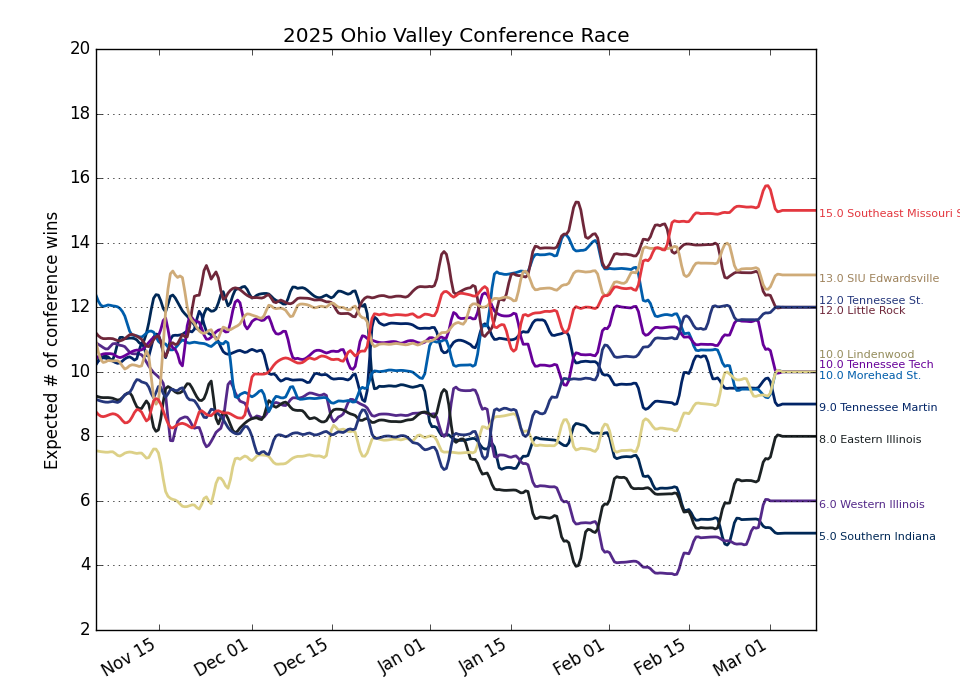 2025 Ohio Valley Conference Race
Expected # of conference wins
20
18
16
14
12
10
8
6
4
2
15.0 Southeast Missouri S
13.0 SIU Edwardsville
12.0 Tennessee St.
12.0 Little Rock
10.0 Lindenwood
10.0 Tennessee Tech
10.0 Morehead St.
9.0 Tennessee Martin
8.0 Eastern Illinois
6.0 Western Illinois
5.0 Southern Indiana
Nov 15
Dec 01
Dec 15
Jan 01
Jan 15
Feb 01
Feb 15
Mar 01